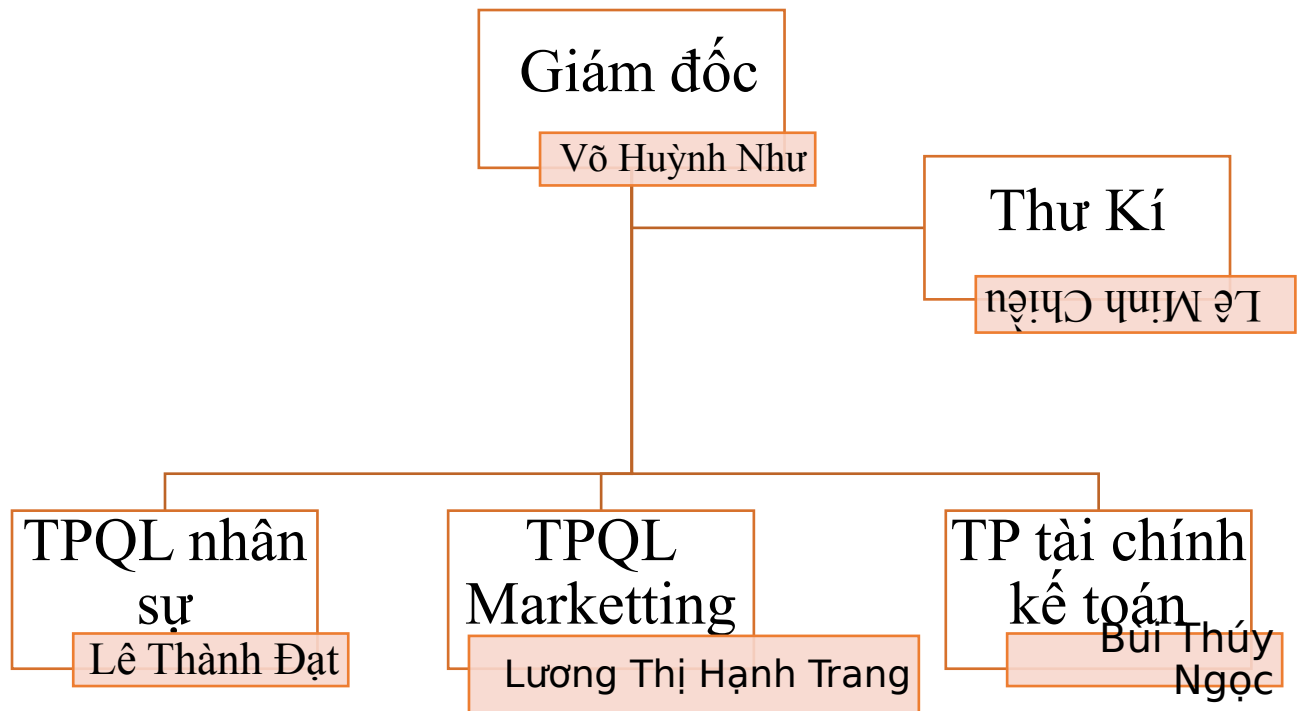 Giám đốc
Võ Huỳnh Như
Thư Kí
Lê Minh Chiều
TPQL nhân
sự
Lê Thành Đạt
TPQL
Marketting
Lương Thị Hạnh Trang
TP tài chính
kế toán
Bùi Thúy
Ngọc